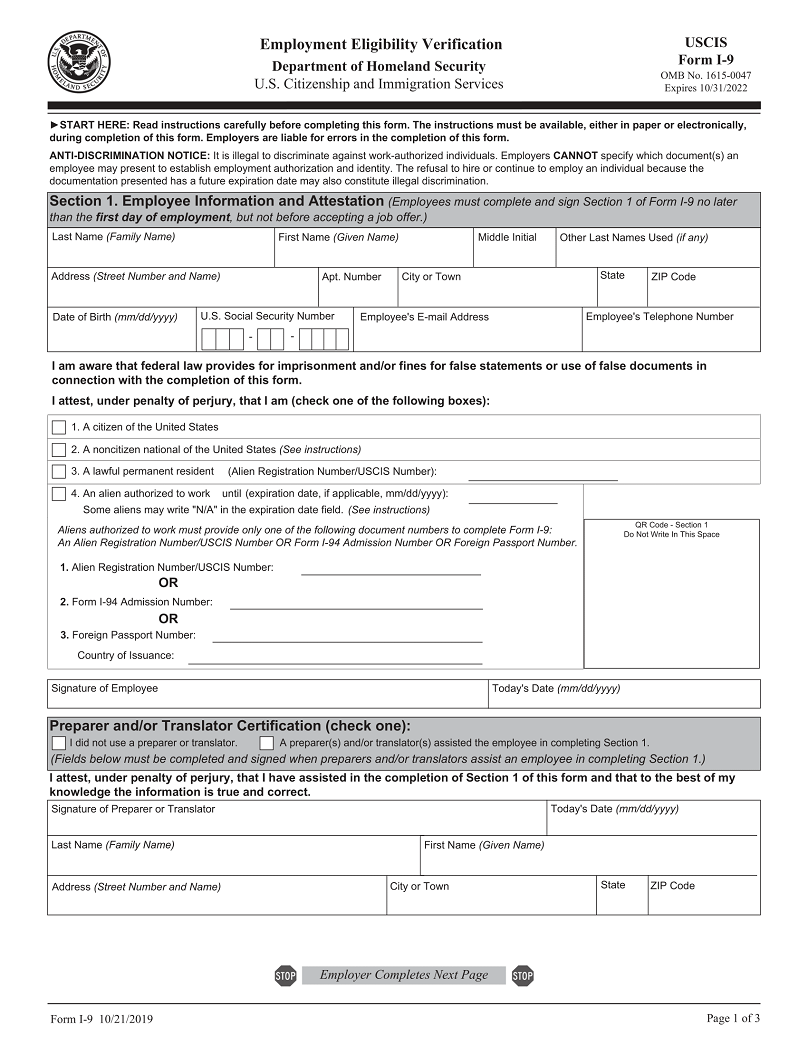 U.S. DEPARTMENT OF HOMELAND SECURITY
Employment Eligibility Verification
Department of Homeland Security
U.S. Citizenship and Immigration Services
USCIS
Form I-9
OMB No. 1615-0047
Expires 10/31/2022
►START HERE: Read instructions carefully before completing this form. The instructions must be available, either in paper or electronically,
during completion of this form. Employers are liable for errors in the completion of this form.
ANTI-DISCRIMINATION NOTICE: It is illegal to discriminate against work-authorized individuals. Employers CANNOT specify which document(s) an
employee may present to establish employment authorization and identity. The refusal to hire or continue to employ an individual because the
documentation presented has a future expiration date may also constitute illegal discrimination.
Section 1. Employee Information and Attestation (Employees must complete and sign Section 1 of Form I-9 no later
than the first day of employment, but not before accepting a job offer.)
Last Name (Family Name) First Name (Given Name) Middle Initial Other Last Names Used (if any)
Address (Street Number and Name) Apt. Number City or Town State ZIP Code
Date of Birth (mm/dd/yyyy) U.S. Social Security Number Employee's E-mail Address Employee's Telephone Number
- -
I am aware that federal law provides for imprisonment and/or fines for false statements or use of false documents in
connection with the completion of this form.
I attest, under penalty of perjury, that I am (check one of the following boxes):
1. A citizen of the United States
2. A noncitizen national of the United States (See instructions)
3. A lawful permanent resident (Alien Registration Number/USCIS Number):
4. An alien authorized to work until (expiration date, if applicable, mm/dd/yyyy):
Some aliens may write "N/A" in the expiration date field. (See instructions)
Aliens authorized to work must provide only one of the following document numbers to complete Form I-9:
An Alien Registration Number/USCIS Number OR Form I-94 Admission Number OR Foreign Passport Number.
QR Code - Section 1
Do Not Write In This Space
1. Alien Registration Number/USCIS Number:
OR
2. Form I-94 Admission Number:
OR
3. Foreign Passport Number:
Country of Issuance:
Signature of Employee Today's Date (mm/dd/yyyy)
Preparer and/or Translator Certification (check one):
I did not use a preparer or translator. A preparer(s) and/or translator(s) assisted the employee in completing Section 1.
(Fields below must be completed and signed when preparers and/or translators assist an employee in completing Section 1.)
I attest, under penalty of perjury, that I have assisted in the completion of Section 1 of this form and that to the best of my
knowledge the information is true and correct.
Signature of Preparer or Translator Today's Date (mm/dd/yyyy)
Last Name (Family Name) First Name (Given Name)
Address (Street Number and Name) City or Town State ZIP Code
STOP Employer Completes Next Page STOP
Form I-9 10/21/2019 Page 1 of 3